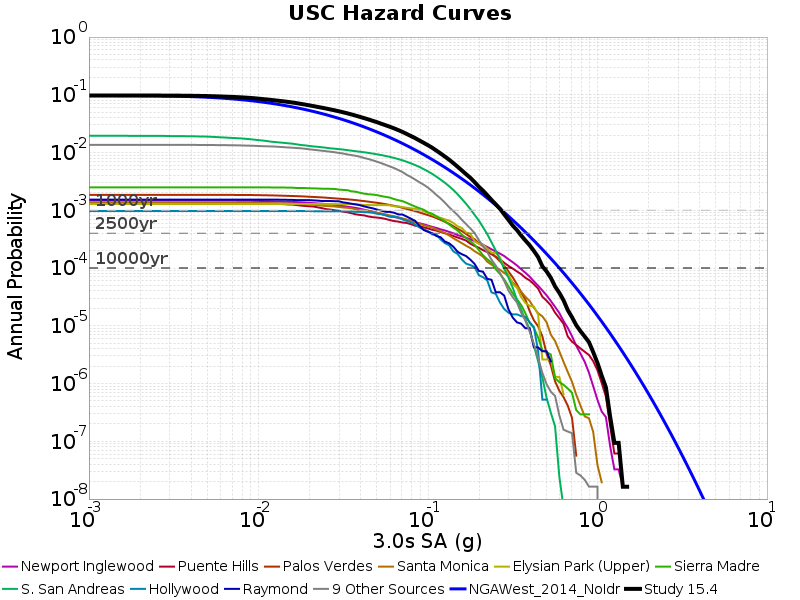 USC Hazard Curves
10^0
10^-1
10^-2
10^-3
10^-4
10^-5
10^-6
10^-7
10^-8
Annual Probability
1000yr
2500yr
10000yr
10^-3 10^-2 10^-1 10^0 10^1
3.0s SA (g)
Newport Inglewood Puente Hills Palos Verdes Santa Monica Elysian Park (Upper) Sierra Madre
S. San Andreas Hollywood Raymond 9 Other Sources NGAWest_2014_NoIdr Study 15.4